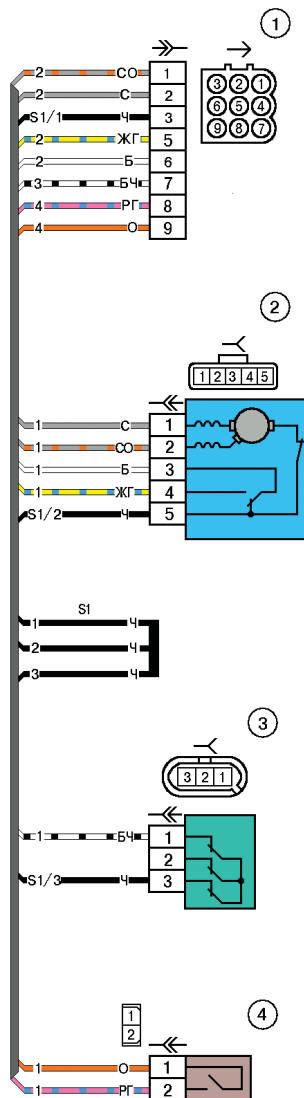 1
2 СО 1
2 С 2
S1/1 Ч 3
2 ЖГ 5
2 Б 6
3 БЧ 7
4 РГ 8
4 О 9
3 2 1
6 5 4
9 8 7
2
1 2 3 4 5
1 С 1
1 СО 2
1 Б 3
1 ЖГ 4
S1/2 Ч 5
S1
1 Ч
2 Ч
3 Ч
3
3 2 1
1 БЧ 1
2
S1/3 Ч 3
4
1
2
1 О 1
1 РГ 2